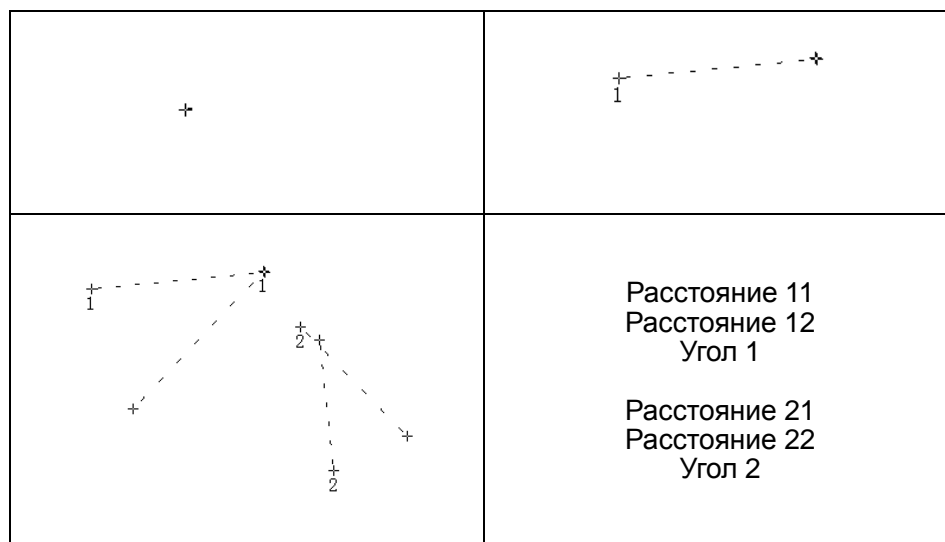 1
1
1
2
2
Расстояние 11
Расстояние 12
Угол 1
Расстояние 21
Расстояние 22
Угол 2